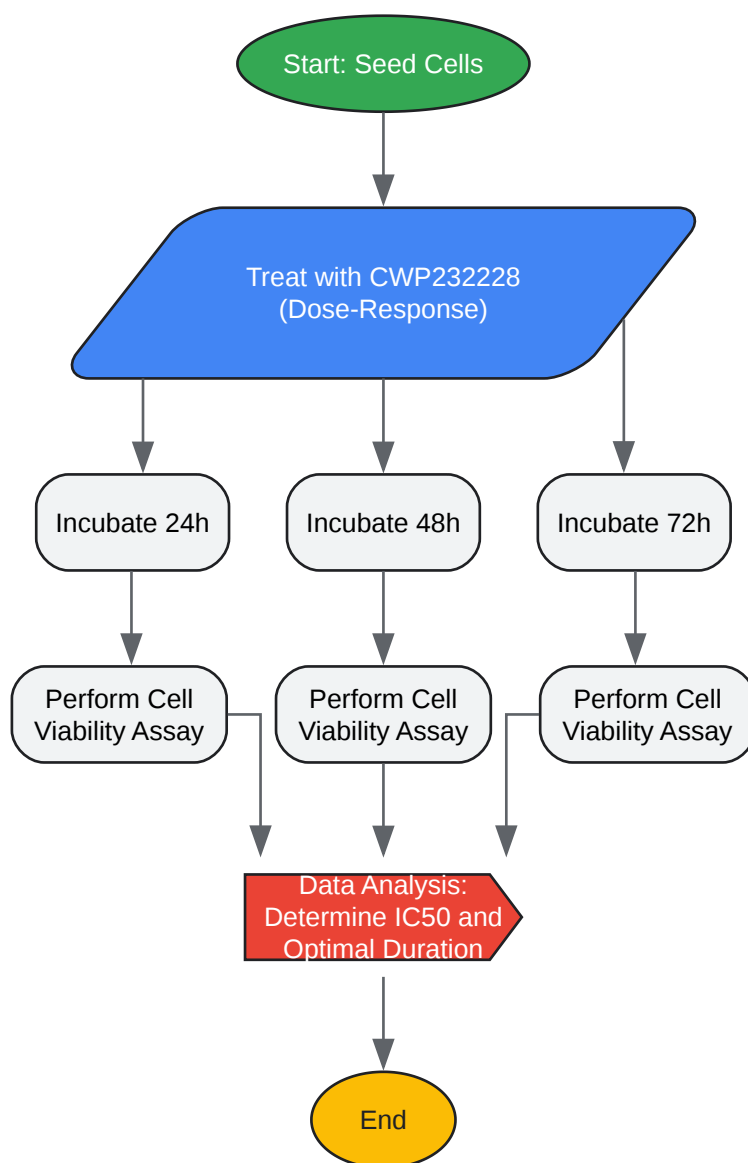 Start: Seed Cells
Treat with CWP232228
(Dose-Response)
Incubate 24h
Incubate 48h
Incubate 72h
Perform Cell
Viability Assay
Perform Cell
Viability Assay
Perform Cell
Viability Assay
Data Analysis:
Determine IC50 and
Optimal Duration
End